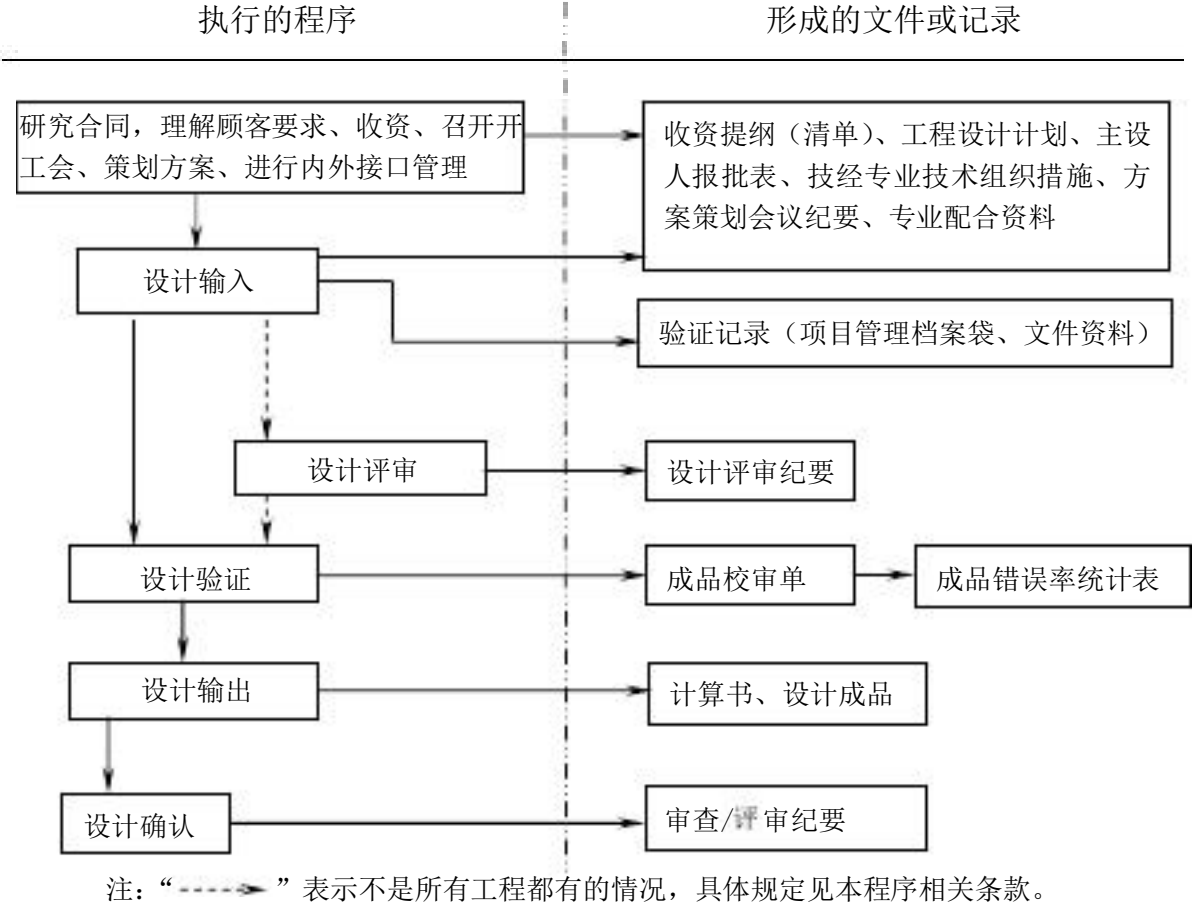 执行的程序
形成的文件或记录
研究合同，理解顾客要求、收资、召开开
工会、策划方案、进行内外接口管理
收资提纲（清单）、工程设计计划、主设
人报批表、技经专业技术组织措施、方
案策划会议纪要、专业配合资料
设计输入
验证记录（项目管理档案袋、文件资料）
设计评审
设计评审纪要
设计验证
成品校审单
成品错误率统计表
设计输出
计算书、设计成品
设计确认
审查/评审纪要
注：“ ”表示不是所有工程都有的情况，具体规定见本程序相关条款。